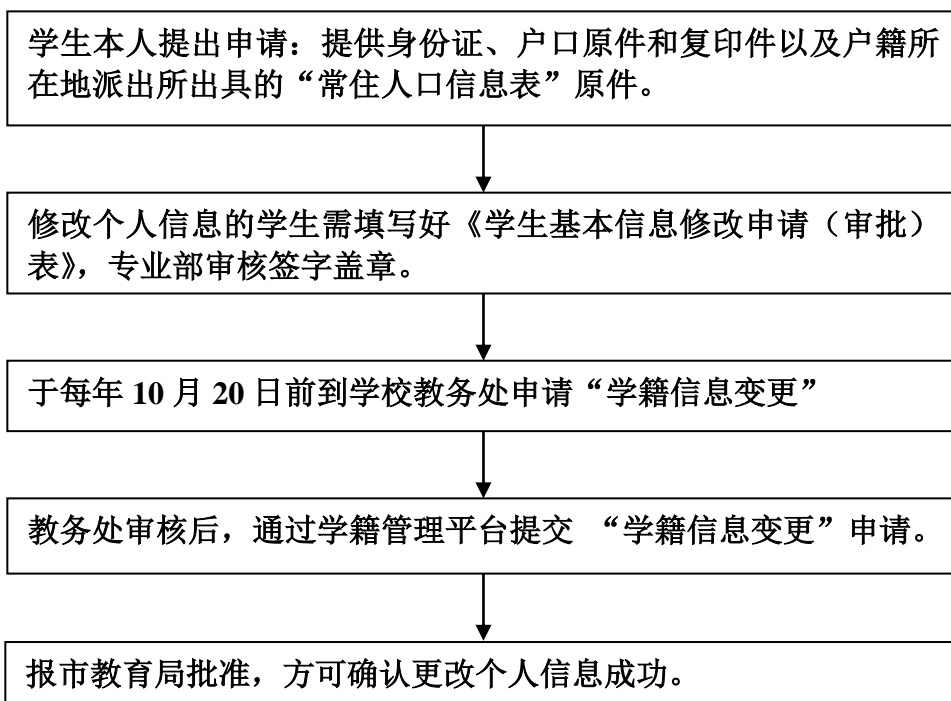 学生本人提出申请：提供身份证、户口原件和复印件以及户籍所
在地派出所出具的“常住人口信息表”原件。
修改个人信息的学生需填写好《学生基本信息修改申请（审批）
表》，专业部审核签字盖章。
于每年 10 月 20 日前到学校教务处申请“学籍信息变更”
教务处审核后，通过学籍管理平台提交 “学籍信息变更”申请。
报市教育局批准，方可确认更改个人信息成功。